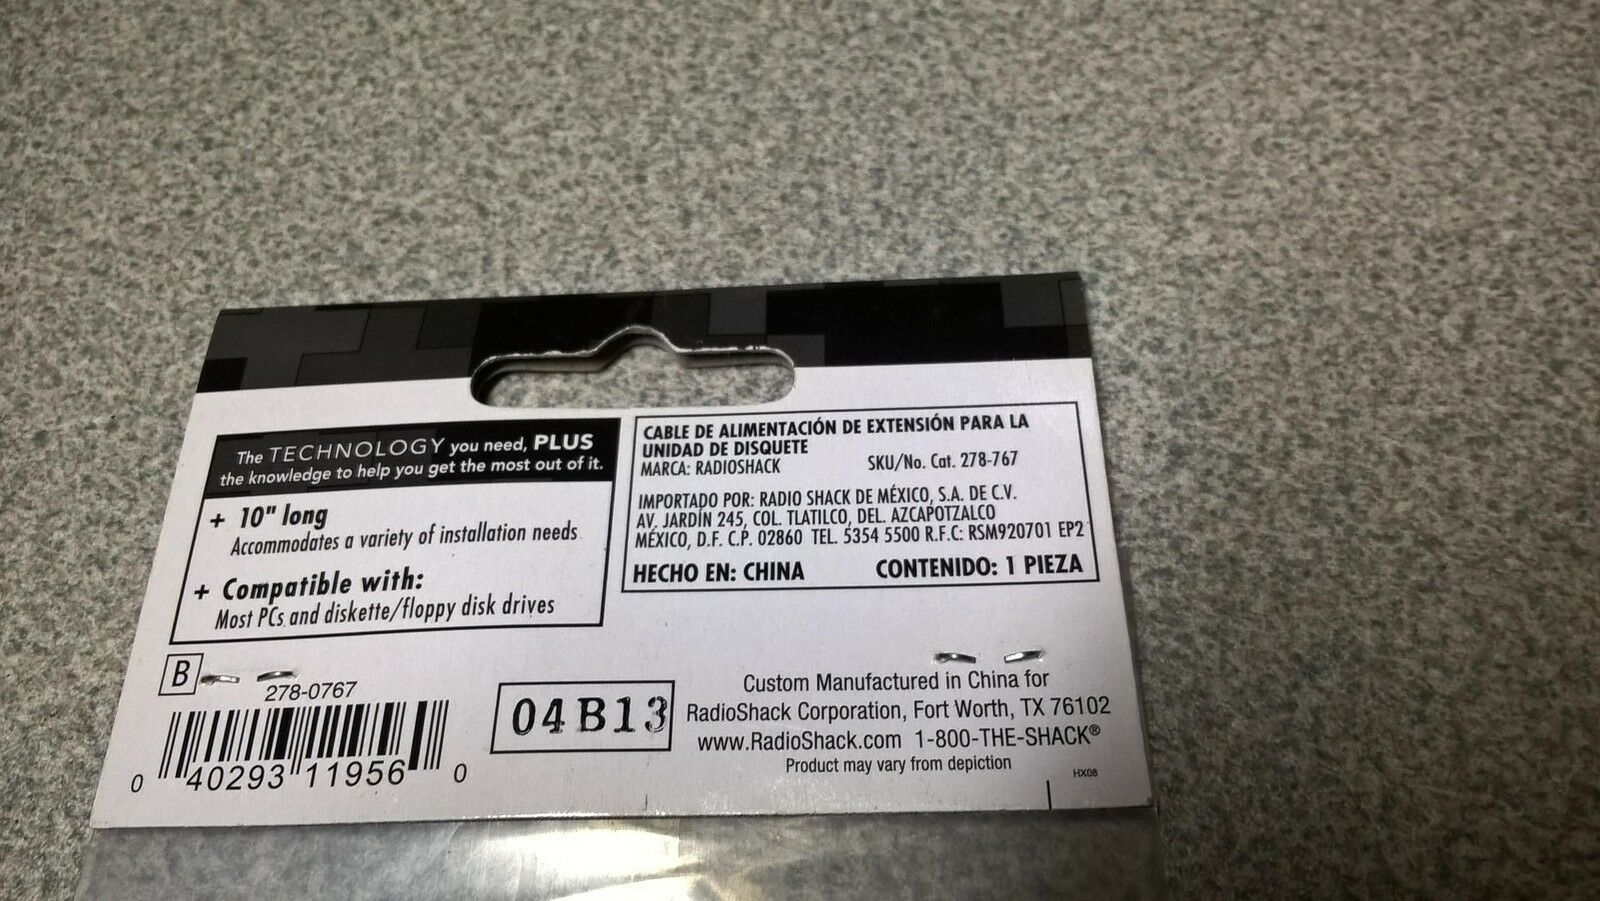 The TECHNOLOGY you need, PLUS
the knowledge to help you get the most out of it.
+ 10" long
Accommodates a variety of installation needs
+ Compatible with:
Most PCs and diskette/floppy disk drives
CABLE DE ALIMENTACIÓN DE EXTENSIÓN PARA LA
UNIDAD DE DISQUETE
MARCA: RADIOSHACK SKU/No. Cat. 278-767
IMPORTADO POR: RADIO SHACK DE MÉXICO, S.A. DE C.V.
AV. JARDÍN 245, COL. TLATILCO, DEL. AZCAPOTZALCO
MÉXICO, D.F. C.P. 02860 TEL. 5354 5500 R.F.C: RSM920701 EP2
HECHO EN: CHINA CONTENIDO: 1 PIEZA
B
278-0767
0 40293 11956 0
04B13
Custom Manufactured in China for
RadioShack Corporation, Fort Worth, TX 76102
www.RadioShack.com 1-800-THE-SHACK®
Product may vary from depiction
HX08